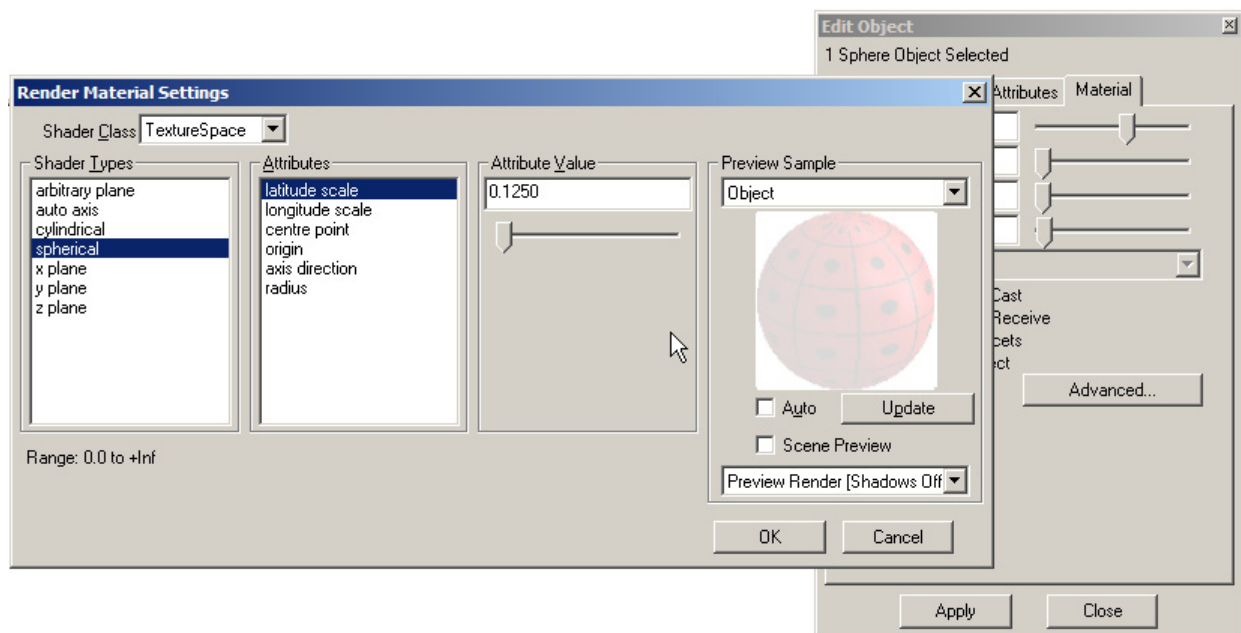 Edit Object
1 Sphere Object Selected
Attributes Material
Render Material Settings
Shader Class TextureSpace
Shader Types
arbitrary plane
auto axis
cylindrical
spherical
x plane
y plane
z plane
Attributes
latitude scale
longitude scale
centre point
origin
axis direction
radius
Attribute Value
0.1250
Preview Sample
Object
Auto
Update
Scene Preview
Preview Render [Shadows Off
Range: 0.0 to +Inf
OK
Cancel
Cast
Receive
cets
ect
Advanced...
Apply
Close